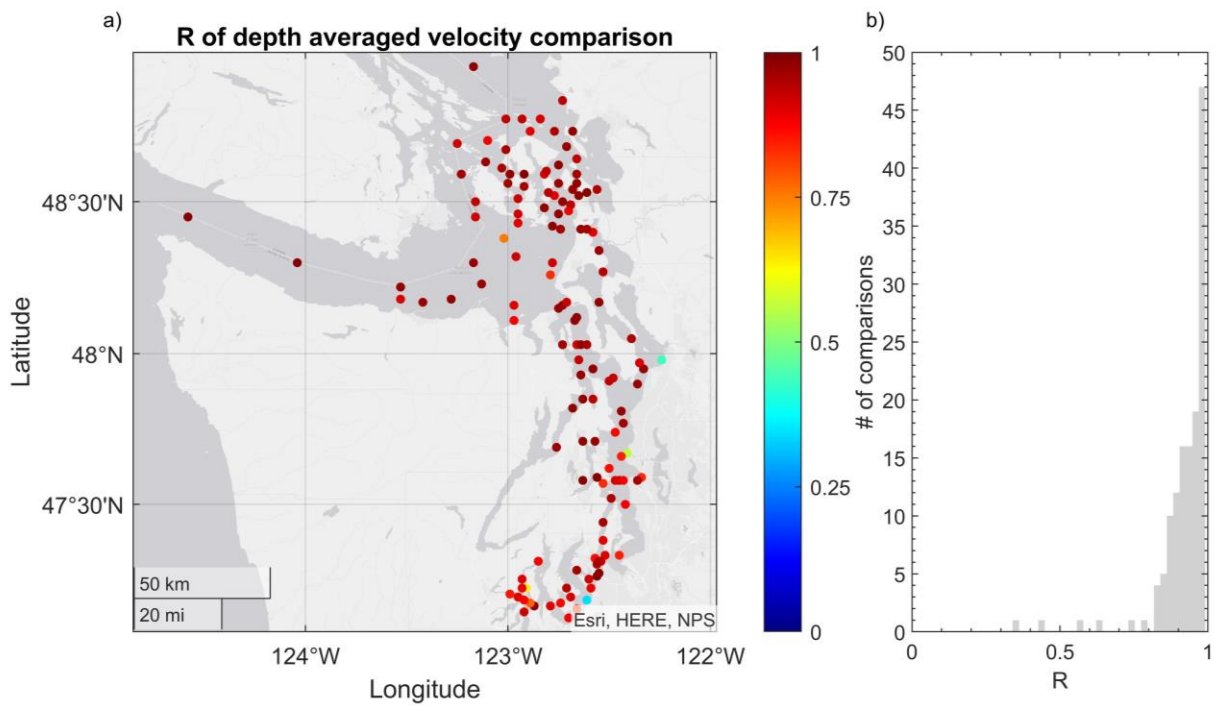 a)
R of depth averaged velocity comparison
Latitude
48°30'N
48°N
47°30'N
50 km
20 mi
Esri, HERE, NPS
124°W
123°W
122°W
Longitude
1
0.75
0.5
0.25
0
b)
# of comparisons
50
45
40
35
30
25
20
15
10
5
0
0
0.5
1
R